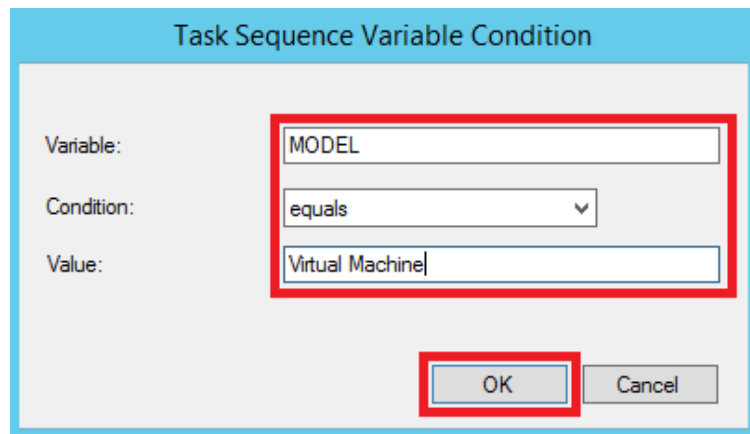 Task Sequence Variable Condition
Variable: MODEL
Condition: equals
Value: Virtual Machine
OK Cancel